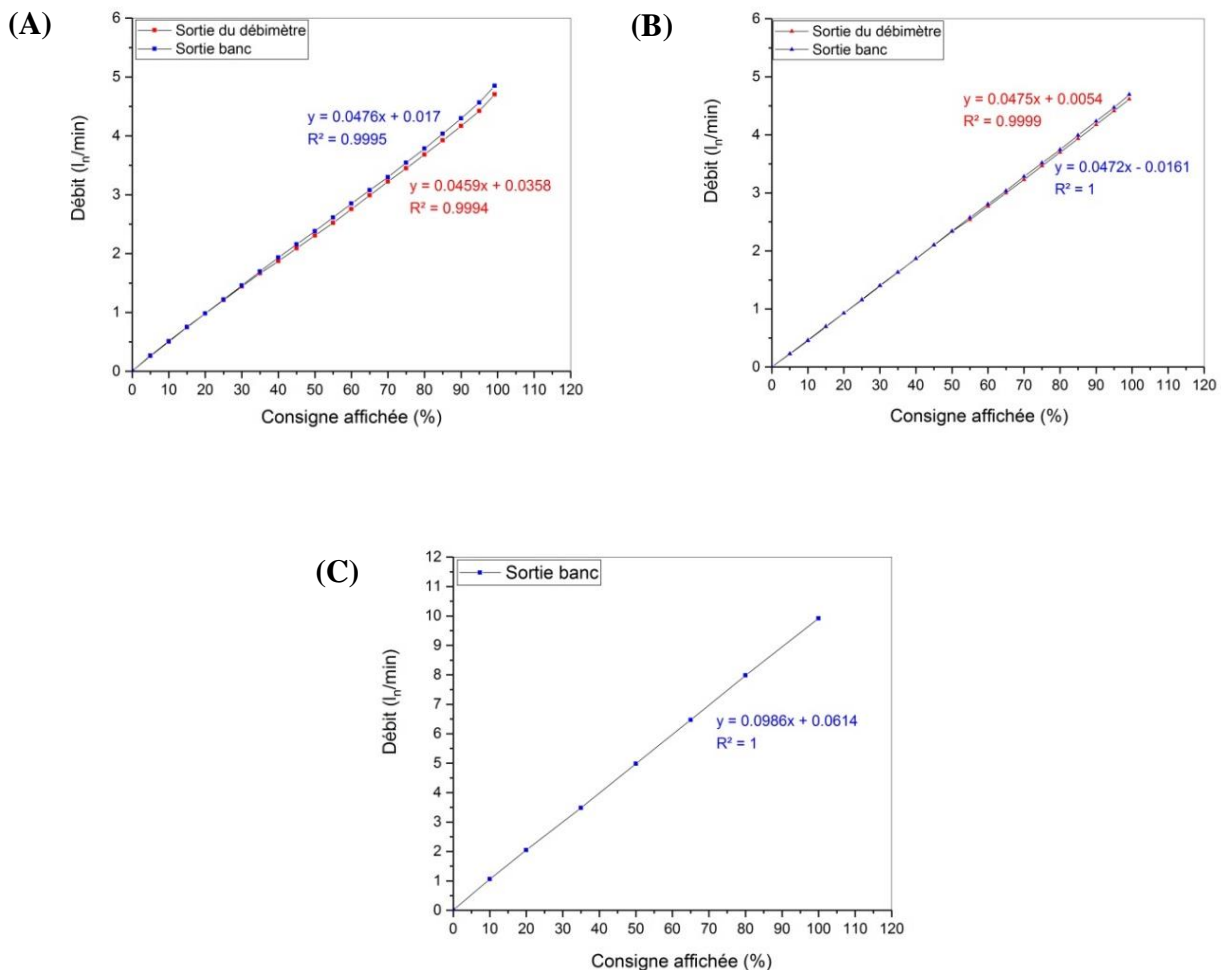 (A)
Sortie du débimètre
Sortie banc
6
5
4
3
2
1
0
y = 0.0476x + 0.017
R² = 0.9995
y = 0.0459x + 0.0358
R² = 0.9994
Débit (lₙ/min)
0 10 20 30 40 50 60 70 80 90 100 110 120
Consigne affichée (%)
(B)
Sortie du débimètre
Sortie banc
6
5
4
3
2
1
0
y = 0.0475x + 0.0054
R² = 0.9999
y = 0.0472x - 0.0161
R² = 1
Débit (lₙ/min)
0 10 20 30 40 50 60 70 80 90 100 110 120
Consigne affichée (%)
(C)
Sortie banc
12
11
10
9
8
7
6
5
4
3
2
1
0
y = 0.0986x + 0.0614
R² = 1
Débit (lₙ/min)
0 10 20 30 40 50 60 70 80 90 100 110 120
Consigne affichée (%)